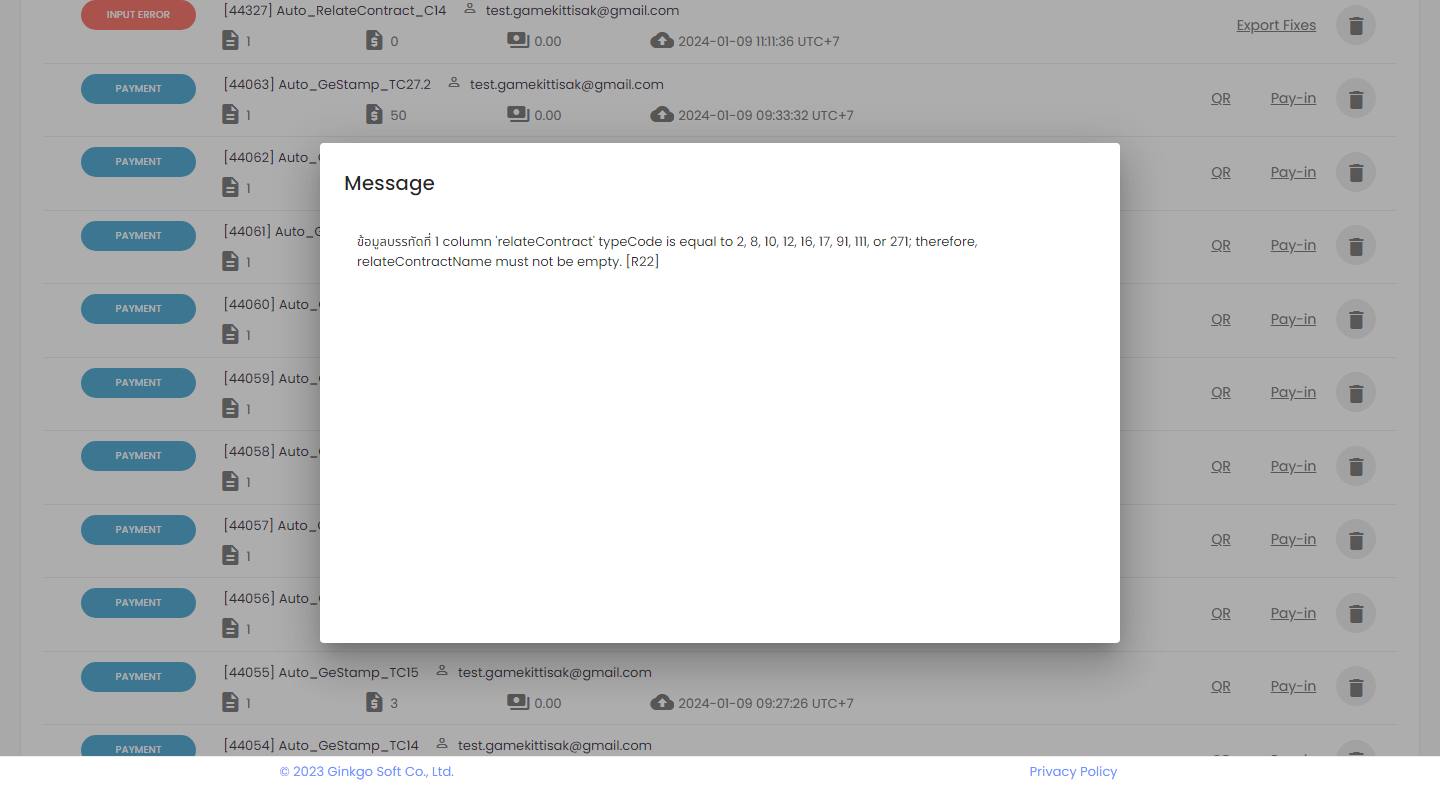 INPUT ERROR
[44327] Auto_RelateContract_C14 test.gamekittisak@gmail.com
1 0 0.00 2024-01-09 11:11:36 UTC+7
Export Fixes
PAYMENT
[44063] Auto_GeStamp_TC27.2 test.gamekittisak@gmail.com
1 50 0.00 2024-01-09 09:33:32 UTC+7
QR Pay-in
PAYMENT
[44062] Auto_
1
QR Pay-in
Message
ข้อมูลบรรทัดที่ 1 column 'relateContract' typeCode is equal to 2, 8, 10, 12, 16, 17, 91, 111, or 271; therefore,
relateContractName must not be empty. [R22]
PAYMENT
[44061] Auto_
1
QR Pay-in
PAYMENT
[44060] Auto_
1
QR Pay-in
PAYMENT
[44059] Auto_
1
QR Pay-in
PAYMENT
[44058] Auto_
1
QR Pay-in
PAYMENT
[44057] Auto_
1
QR Pay-in
PAYMENT
[44056] Auto_
1
QR Pay-in
PAYMENT
[44055] Auto_GeStamp_TC15 test.gamekittisak@gmail.com
1 3 0.00 2024-01-09 09:27:26 UTC+7
QR Pay-in
PAYMENT
[44054] Auto_GeStamp_TC14 test.gamekittisak@gmail.com
© 2023 Ginkgo Soft Co., Ltd.
Privacy Policy